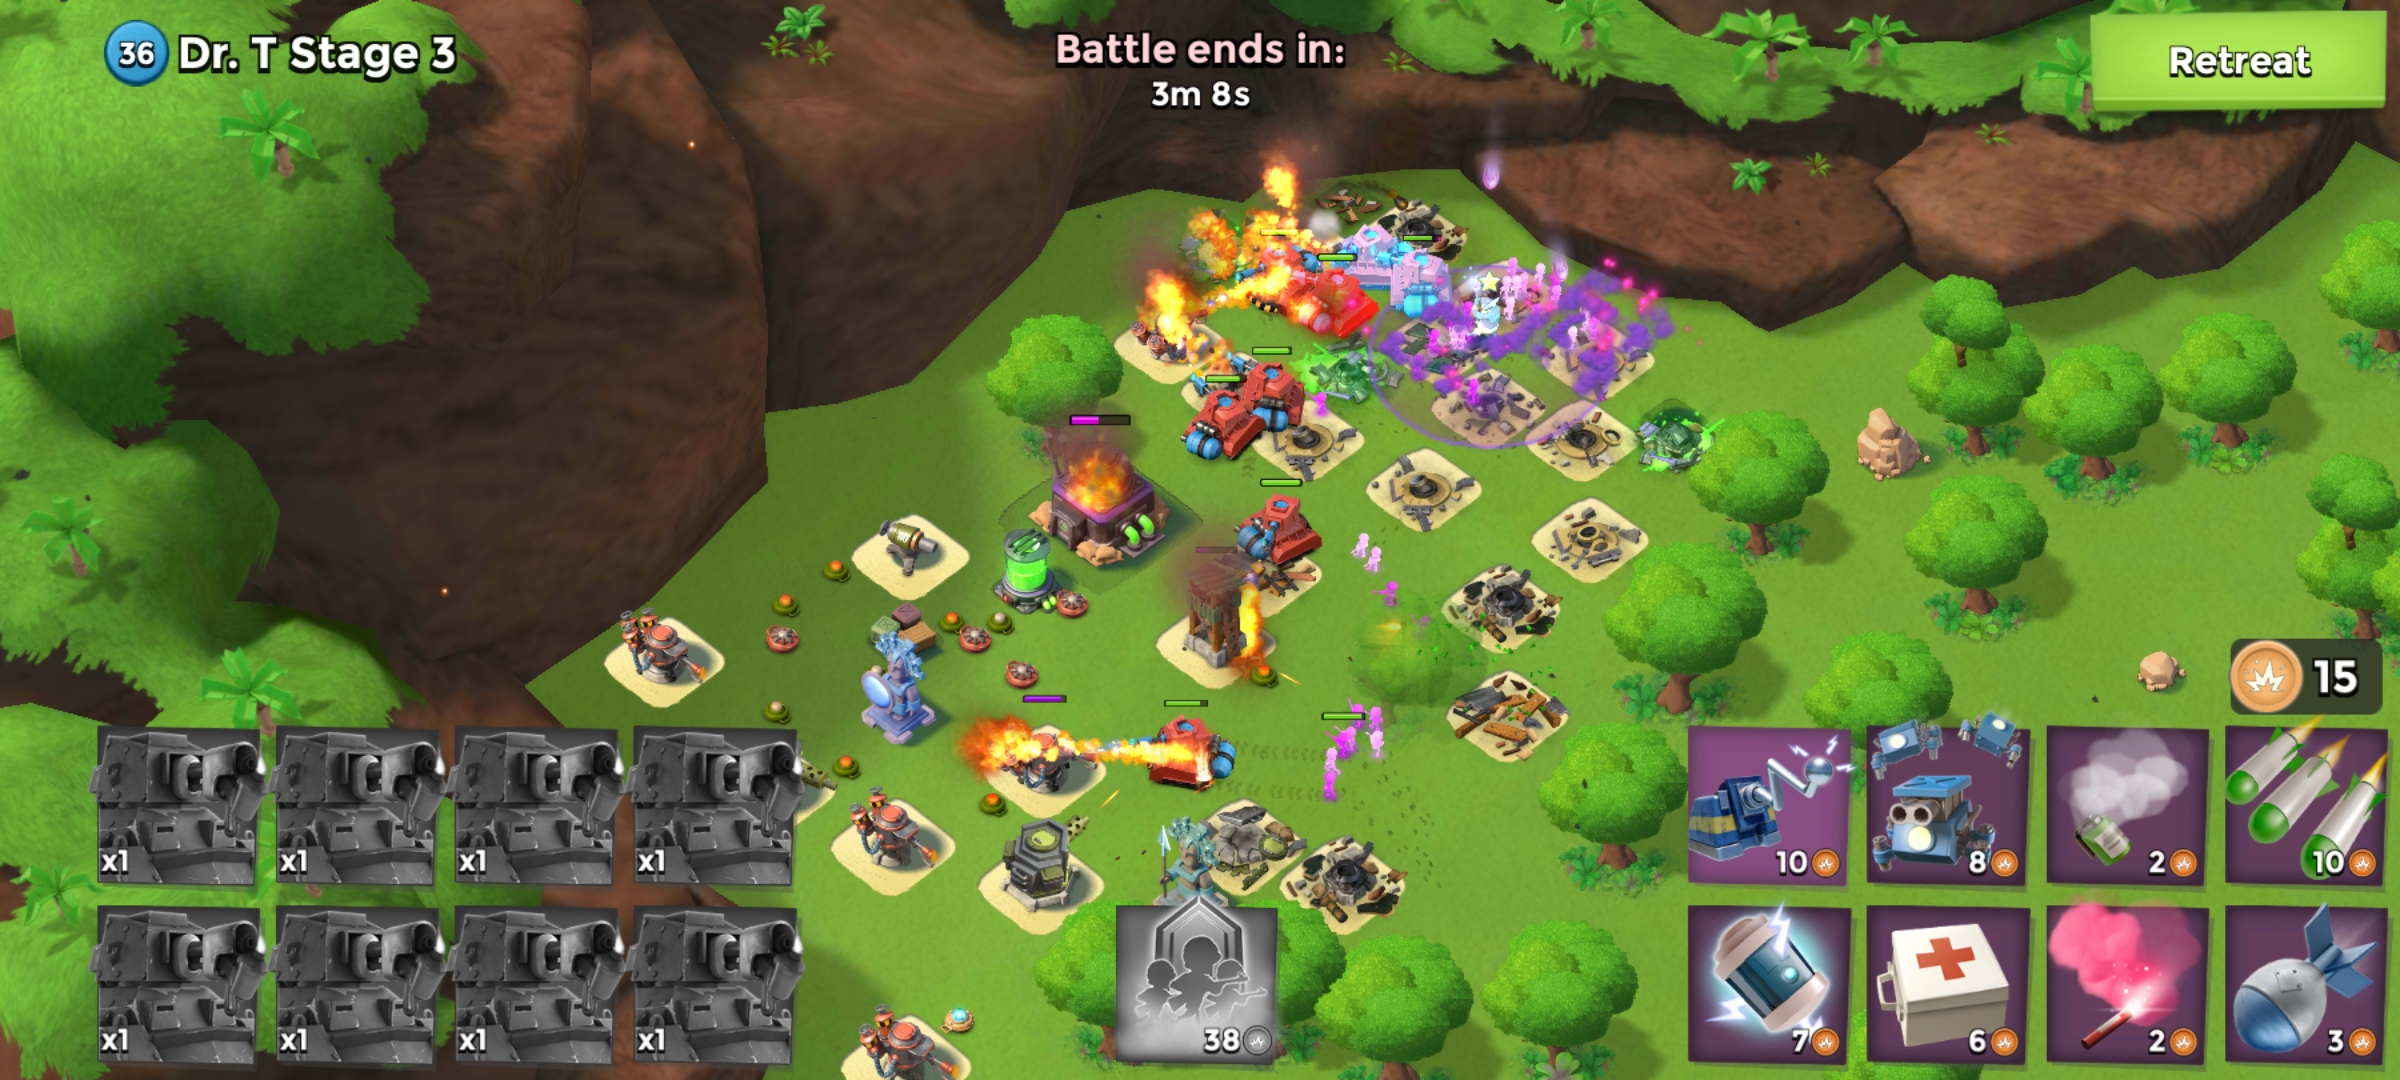 36 Dr. T Stage 3
Battle ends in:
3m 8s
Retreat
15
x1 x1 x1 x1
10 8 2 10
x1 x1 x1 x1
38
7 6 2 3